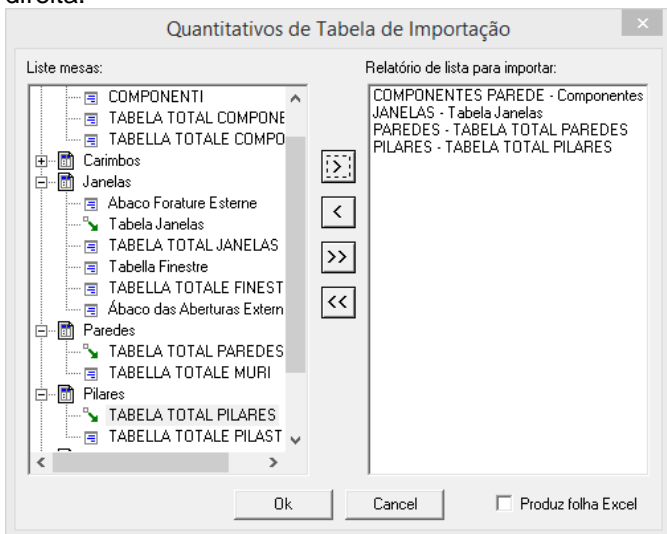 direita.
Quantitativos de Tabela de Importação
Liste mesas:
COMPONENTI
TABELA TOTAL COMPONE
TABELLA TOTALE COMPO
Carimbos
Janelas
Abaco Forature Esterne
Tabela Janelas
TABELA TOTAL JANELAS
Tabella Finestre
TABELLA TOTALE FINEST
Ábaco das Aberturas Extern
Paredes
TABELA TOTAL PAREDES
TABELLA TOTALE MURI
Pilares
TABELA TOTAL PILARES
TABELLA TOTALE PILAST
>
<
>>
<<
Relatório de lista para importar:
COMPONENTES PAREDE - Componentes
JANELAS - Tabela Janelas
PAREDES - TABELA TOTAL PAREDES
PILARES - TABELA TOTAL PILARES
Ok
Cancel
Produz folha Excel